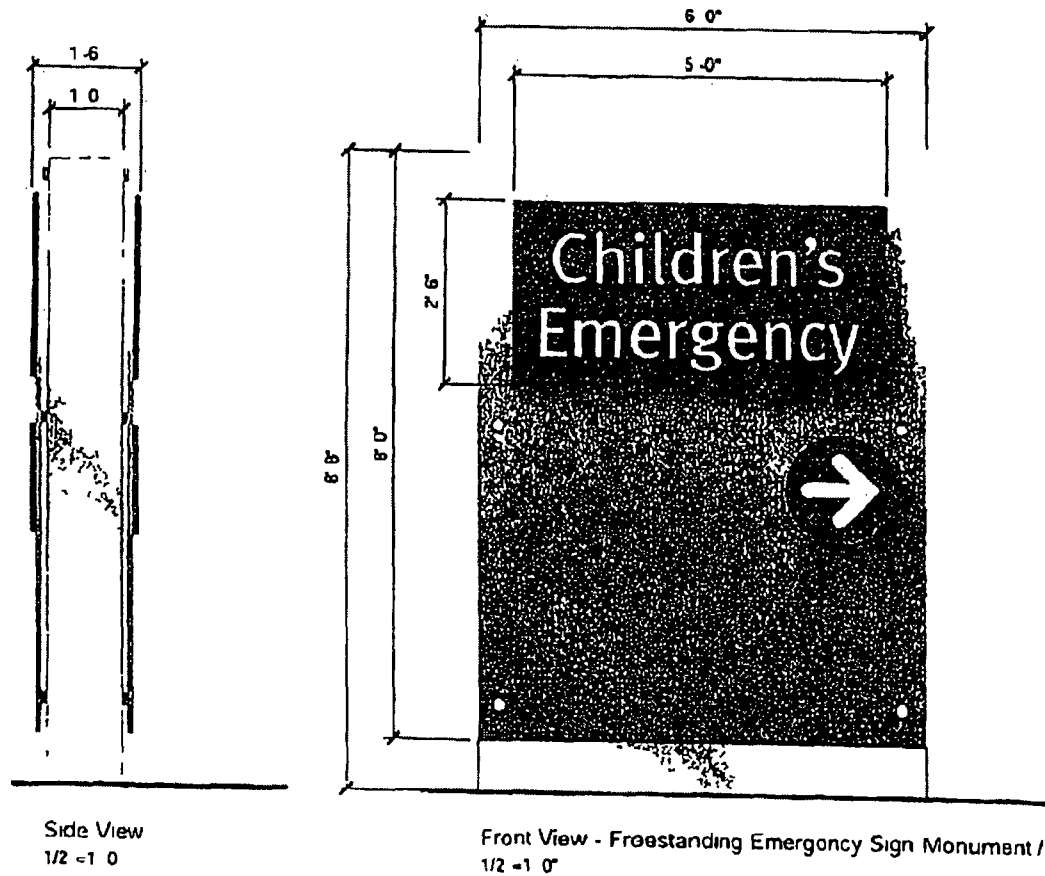 6 0"
1-6
5-0"
1 0
Children's
Emergency
2' 6"
8' 0"
8' 8"
Side View
1/2 =1 0
Front View - Freestanding Emergency Sign Monument /
1/2 =1 0"